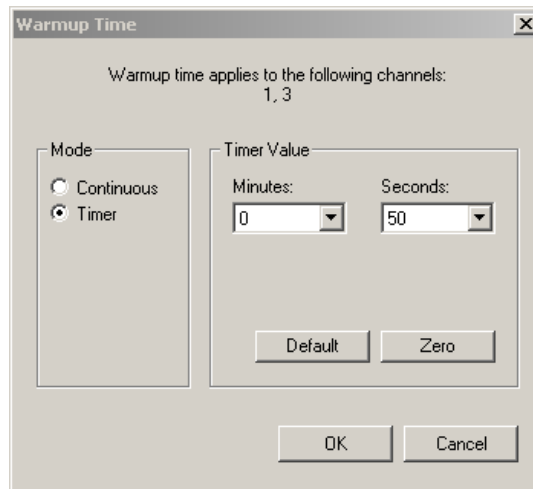 Warmup Time
Warmup time applies to the following channels:
1, 3
Mode
Continuous
Timer
Timer Value
Minutes:
Seconds:
0
50
Default
Zero
OK
Cancel